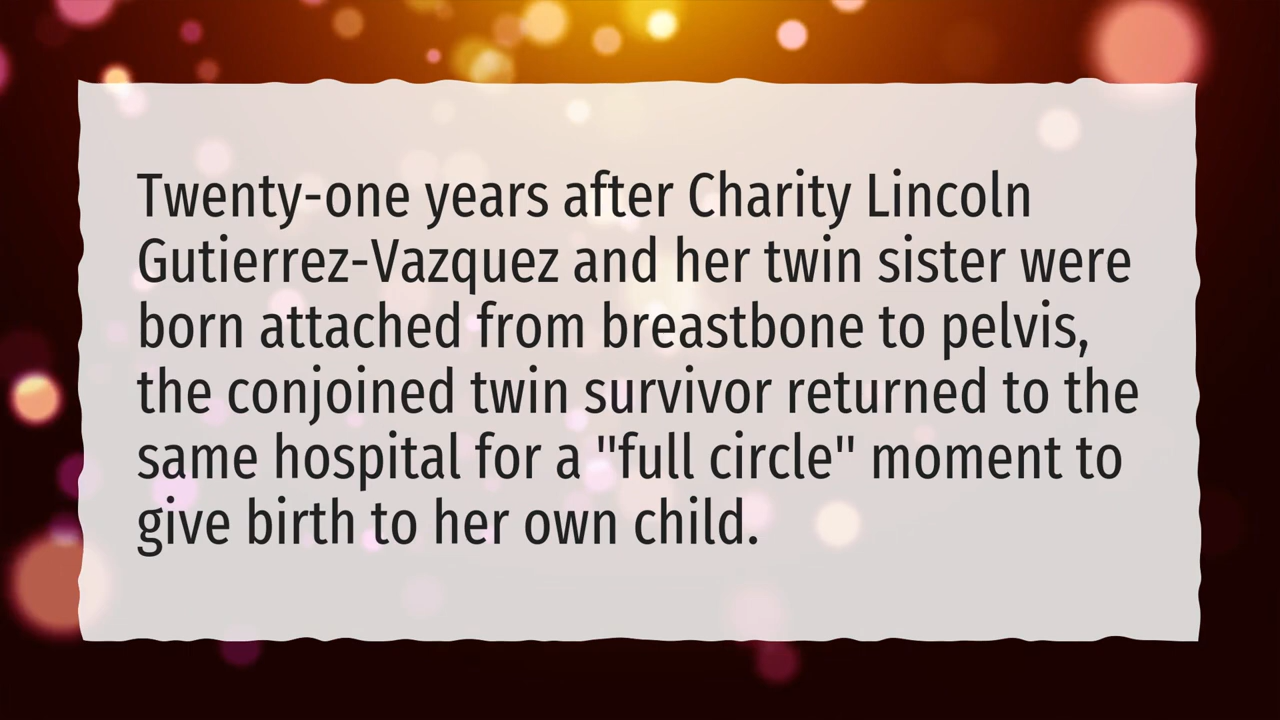 Twenty-one years after Charity Lincoln
Gutierrez-Vazquez and her twin sister were
born attached from breastbone to pelvis,
the conjoined twin survivor returned to the
same hospital for a "full circle" moment to
give birth to her own child.